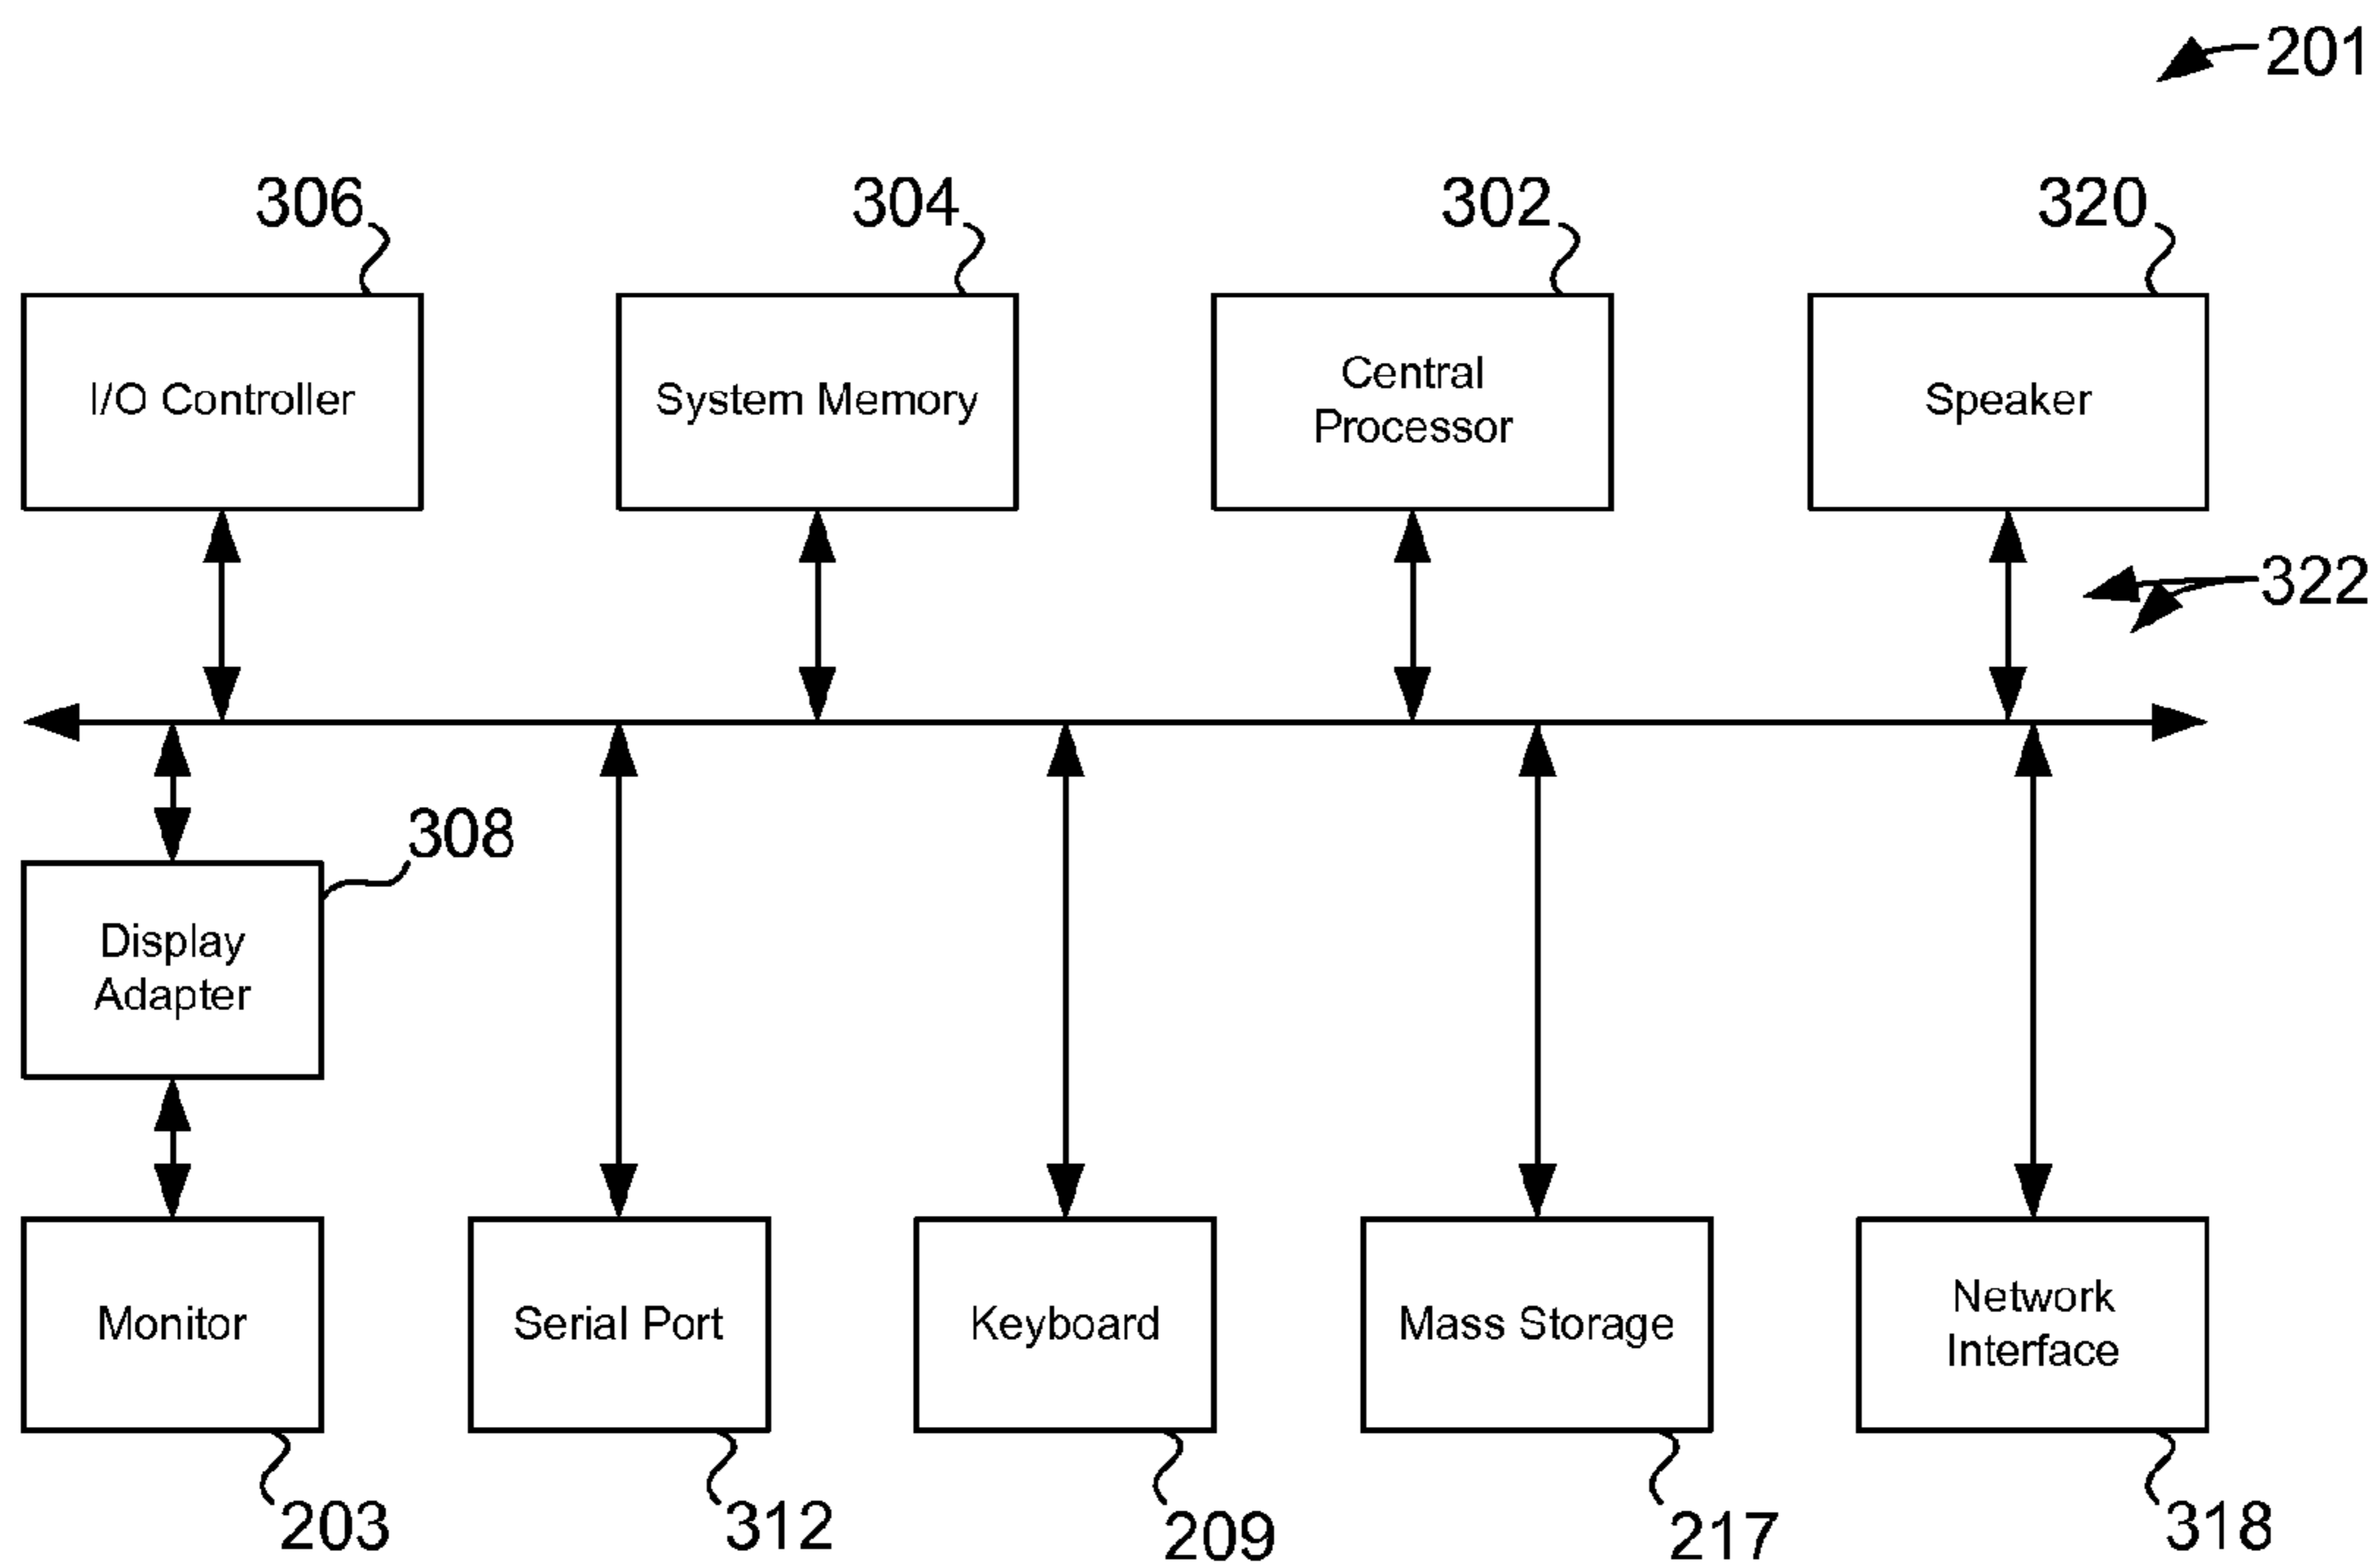 201
306
304
302
320
I/O Controller
System Memory
Central
Processor
Speaker
322
308
Display
Adapter
Monitor
Serial Port
Keyboard
Mass Storage
Network
Interface
203
312
209
217
318